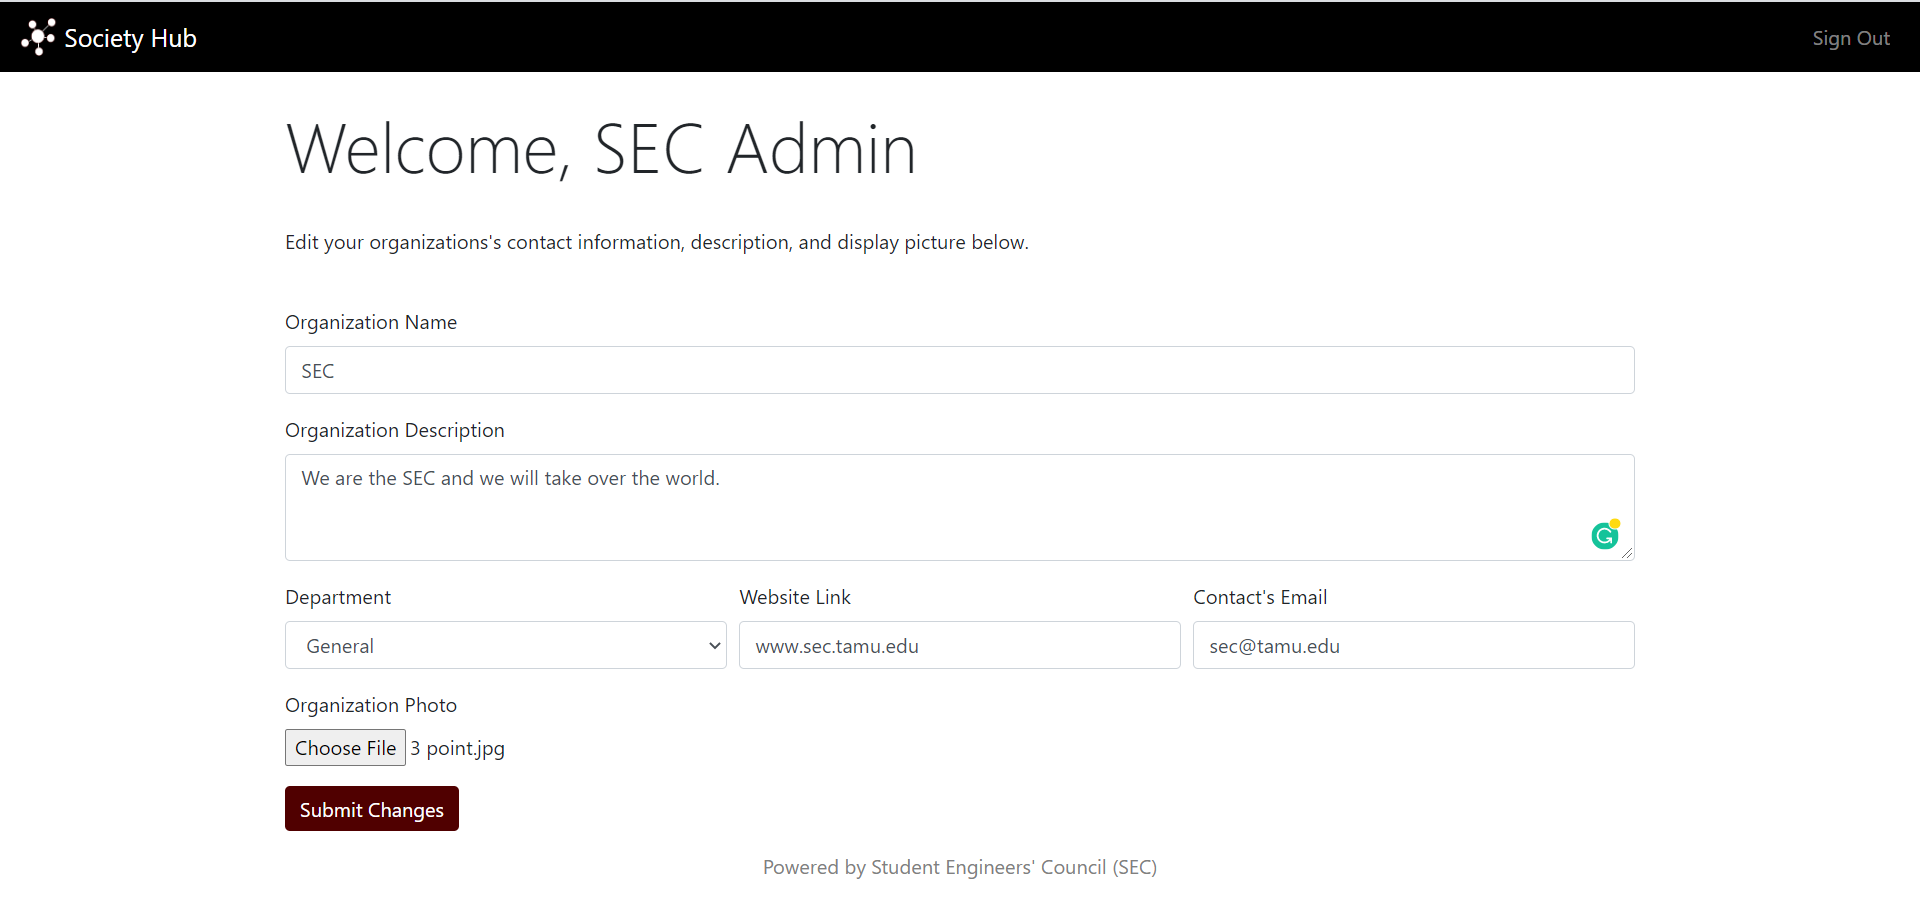 Society Hub
Sign Out
Welcome, SEC Admin
Edit your organizations's contact information, description, and display picture below.
Organization Name
SEC
Organization Description
We are the SEC and we will take over the world.
Department
Website Link
Contact's Email
General
www.sec.tamu.edu
sec@tamu.edu
Organization Photo
Choose File 3 point.jpg
Submit Changes
Powered by Student Engineers' Council (SEC)